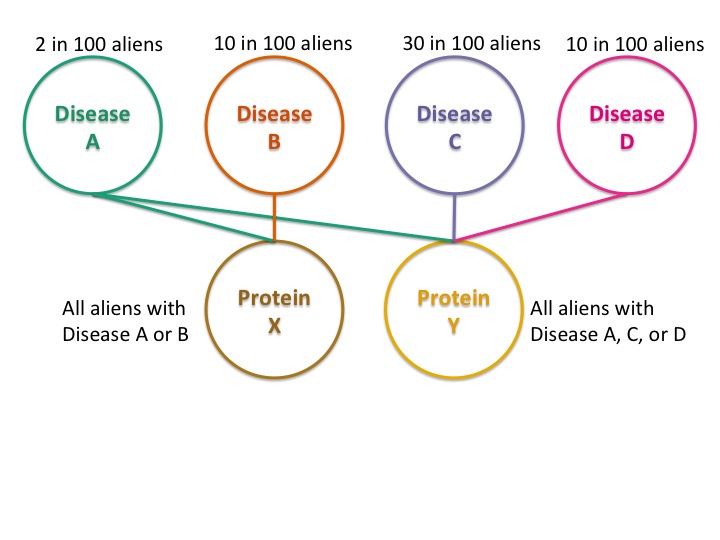 2 in 100 aliens
10 in 100 aliens
30 in 100 aliens
10 in 100 aliens
Disease
A
Disease
B
Disease
C
Disease
D
All aliens with
Disease A or B
Protein
X
Protein
Y
All aliens with
Disease A, C, or D